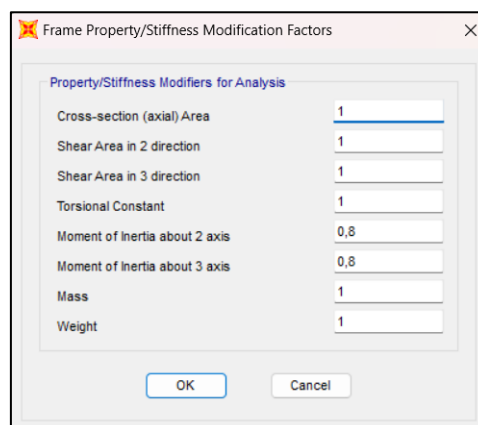 Frame Property/Stiffness Modification Factors
Property/Stiffness Modifiers for Analysis
Cross-section (axial) Area 1
Shear Area in 2 direction 1
Shear Area in 3 direction 1
Torsional Constant 1
Moment of Inertia about 2 axis 0,8
Moment of Inertia about 3 axis 0,8
Mass 1
Weight 1
OK Cancel